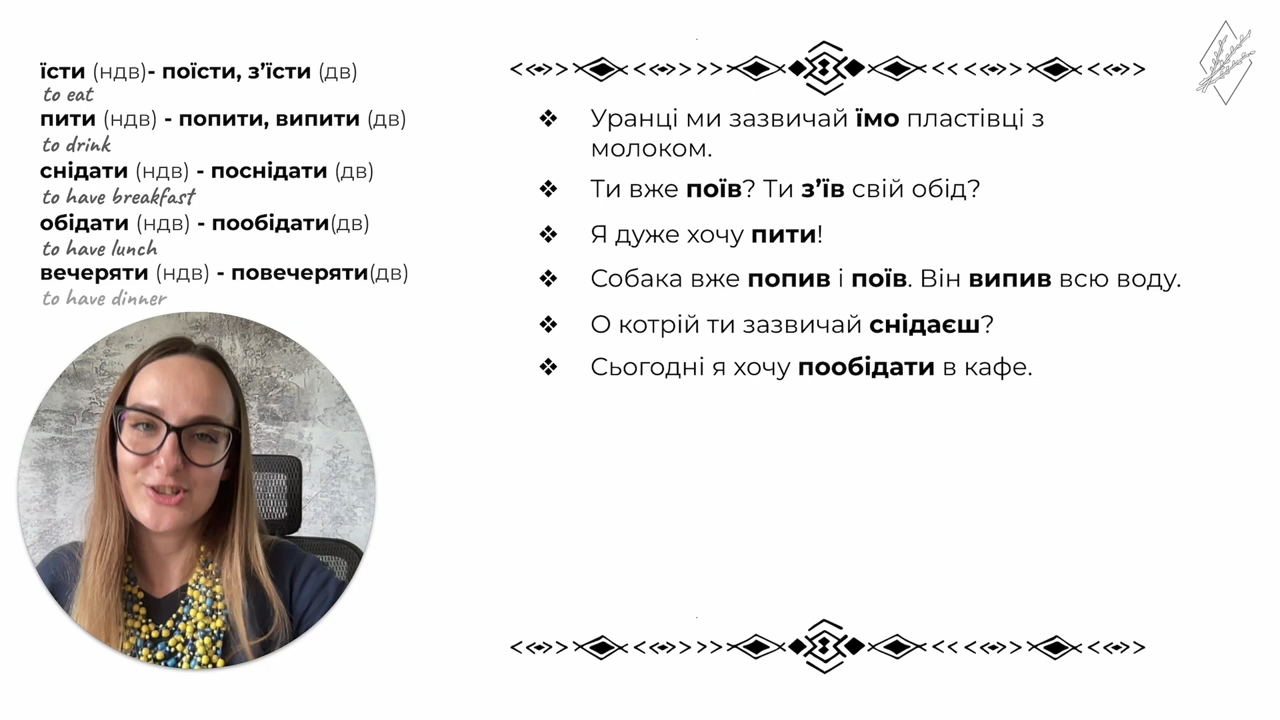 їсти (ндв)- поїсти, з’їсти (дв)
to eat
пити (ндв) - попити, випити (дв)
to drink
снідати (ндв) - поснідати (дв)
to have breakfast
обідати (ндв) - пообідати(дв)
to have lunch
вечеряти (ндв) - повечеряти(дв)
to have dinner
❖ Уранці ми зазвичай їмо пластівці з
молоком.
❖ Ти вже поїв? Ти з’їв свій обід?
❖ Я дуже хочу пити!
❖ Собака вже попив і поїв. Він випив всю воду.
❖ О котрій ти зазвичай снідаєш?
❖ Сьогодні я хочу пообідати в кафе.